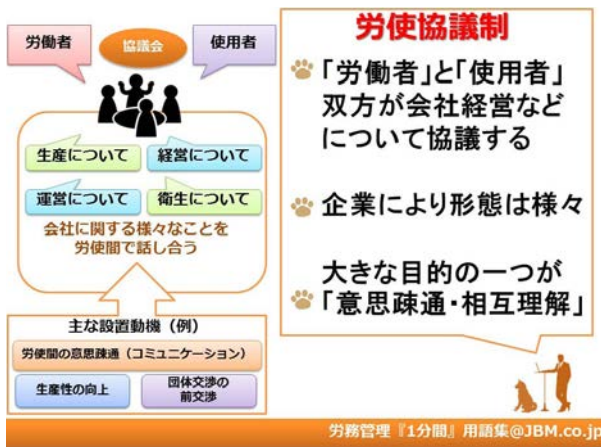 労働者
協議会
使用者
生産について
経営について
運営について
衛生について
会社に関する様々なことを
労使間で話し合う
主な設置動機（例）
労使間の意思疎通（コミュニケーション）
生産性の向上
団体交渉の
前交渉
労使協議制
「労働者」と「使用者」
双方が会社経営など
について協議する
企業により形態は様々
大きな目的の一つが
「意思疎通・相互理解」
労務管理『1分間』用語集@JBM.co.jp